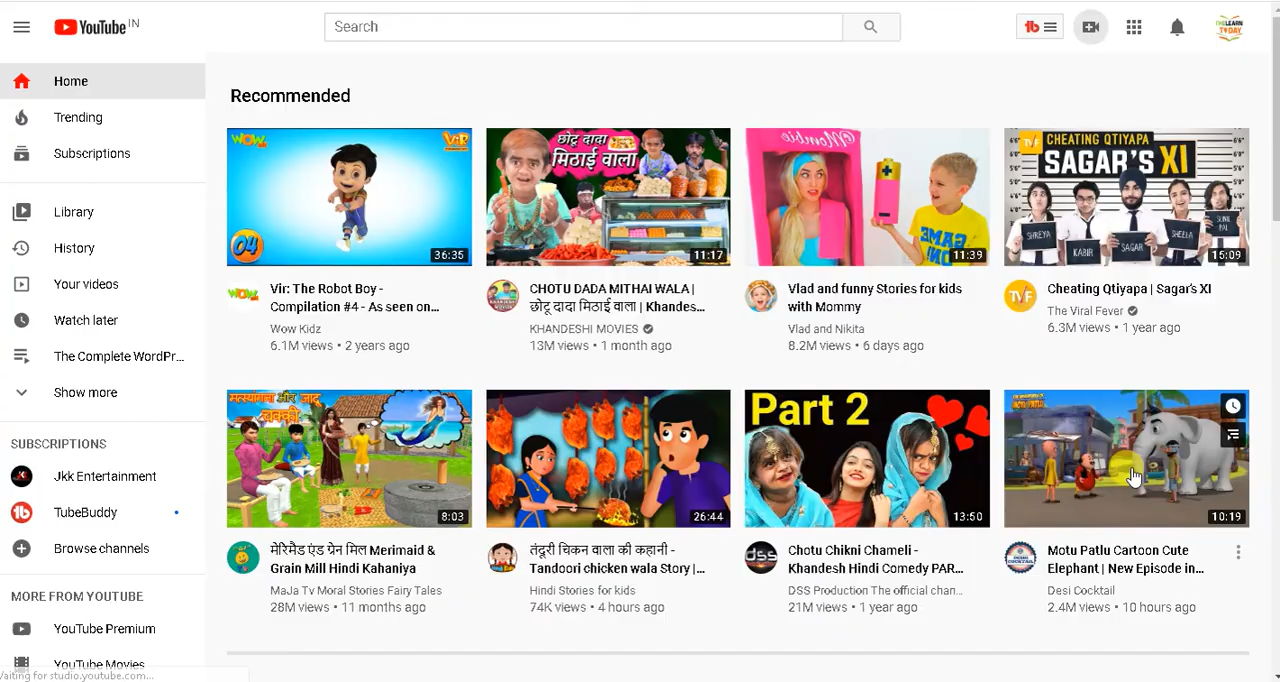 YouTube IN
Search
Home
Trending
Subscriptions
Library
History
Your videos
Watch later
The Complete WordPr...
Show more
SUBSCRIPTIONS
Jkk Entertainment
TubeBuddy
Browse channels
MORE FROM YOUTUBE
YouTube Premium
YouTube Movies
Recommended
04
36:35
Vir: The Robot Boy -
Compilation #4 - As seen on...
Wow Kidz
6.1M views • 2 years ago
छोटू दादा
मिठाई वाला
11:17
CHOTU DADA MITHAI WALA |
छोटू दादा मिठाई वाला | Khandes...
KHANDESHI MOVIES
13M views • 1 month ago
11:39
Vlad and funny Stories for kids
with Mommy
Vlad and Nikita
8.2M views • 6 days ago
CHEATING QTIYAPA
SAGAR'S XI
SHREYA
KABIR
SAGAR
SHEELA
15:09
Cheating Qtiyapa | Sagar's XI
The Viral Fever
6.3M views • 1 year ago
8:03
मेरिमैड एंड ग्रेन मिल Merimaid &
Grain Mill Hindi Kahaniya
MaJa Tv Moral Stories Fairy Tales
28M views • 11 months ago
26:44
तंदूरी चिकन वाला की कहानी -
Tandoori chicken wala Story |...
Hindi Stories for kids
74K views • 4 hours ago
Part 2
13:50
Chotu Chikni Chameli -
Khandesh Hindi Comedy PAR...
DSS Production The official chan...
21M views • 1 year ago
10:19
Motu Patlu Cartoon Cute
Elephant | New Episode in...
Desi Cocktail
2.4M views • 10 hours ago
Waiting for studio.youtube.com...